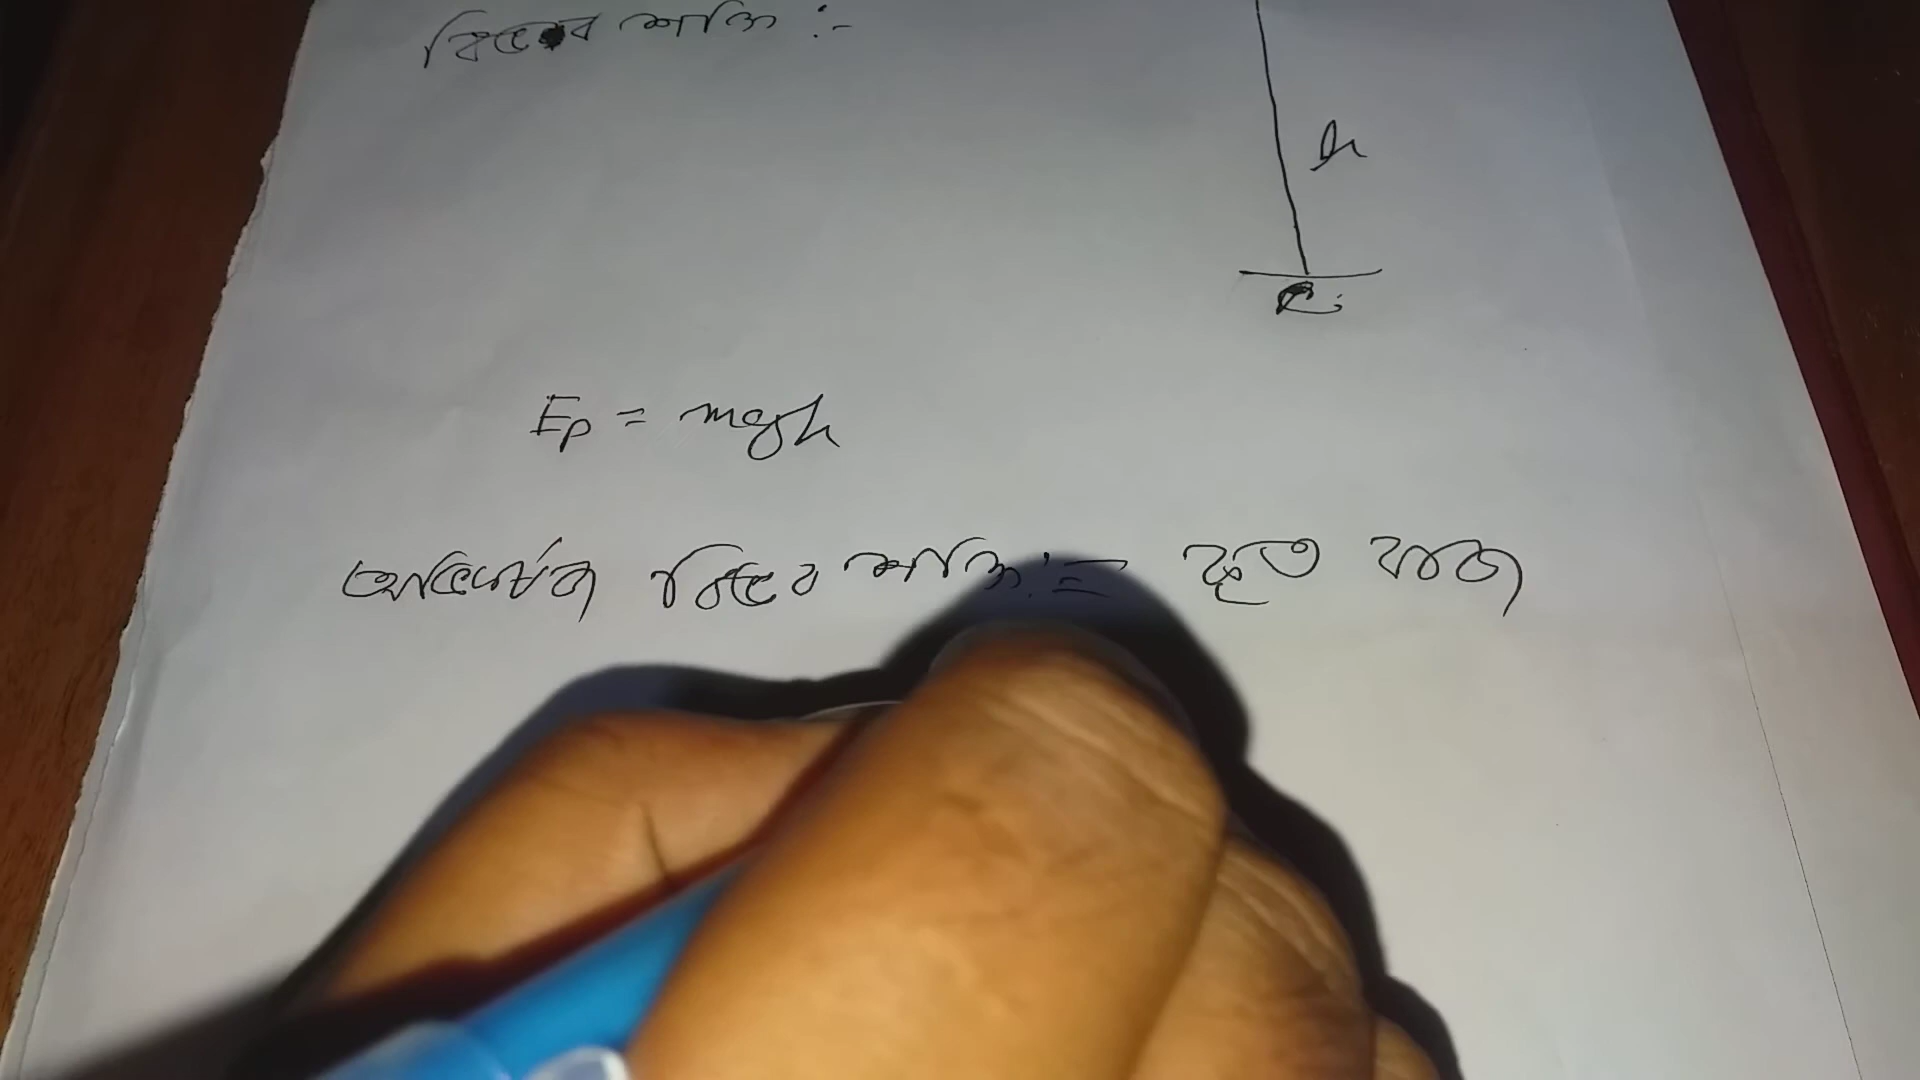 বিভব শক্তি :-
h
Ep = mgh
অভিকর্ষজ বিভব শক্তি := কৃত কাজ